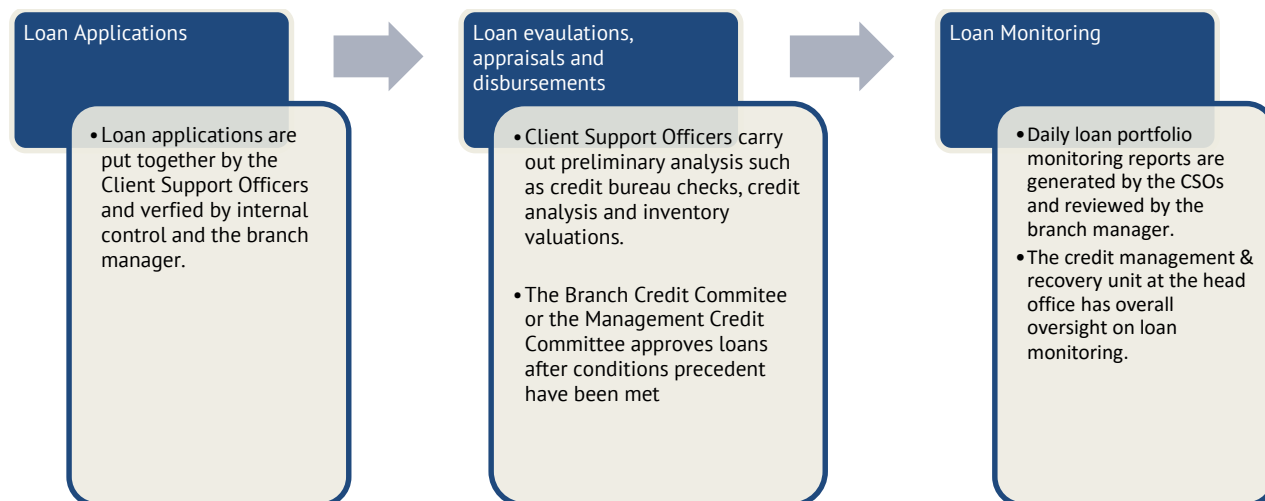 Loan Applications
•Loan applications are
put together by the
Client Support Officers
and verfied by internal
control and the branch
manager.
Loan evaulations,
appraisals and
disbursements
•Client Support Officers carry
out preliminary analysis such
as credit bureau checks, credit
analysis and inventory
valuations.
•The Branch Credit Commitee
or the Management Credit
Committee approves loans
after conditions precedent
have been met
Loan Monitoring
•Daily loan portfolio
monitoring reports are
generated by the CSOs
and reviewed by the
branch manager.
•The credit management &
recovery unit at the head
office has overall
oversight on loan
monitoring.